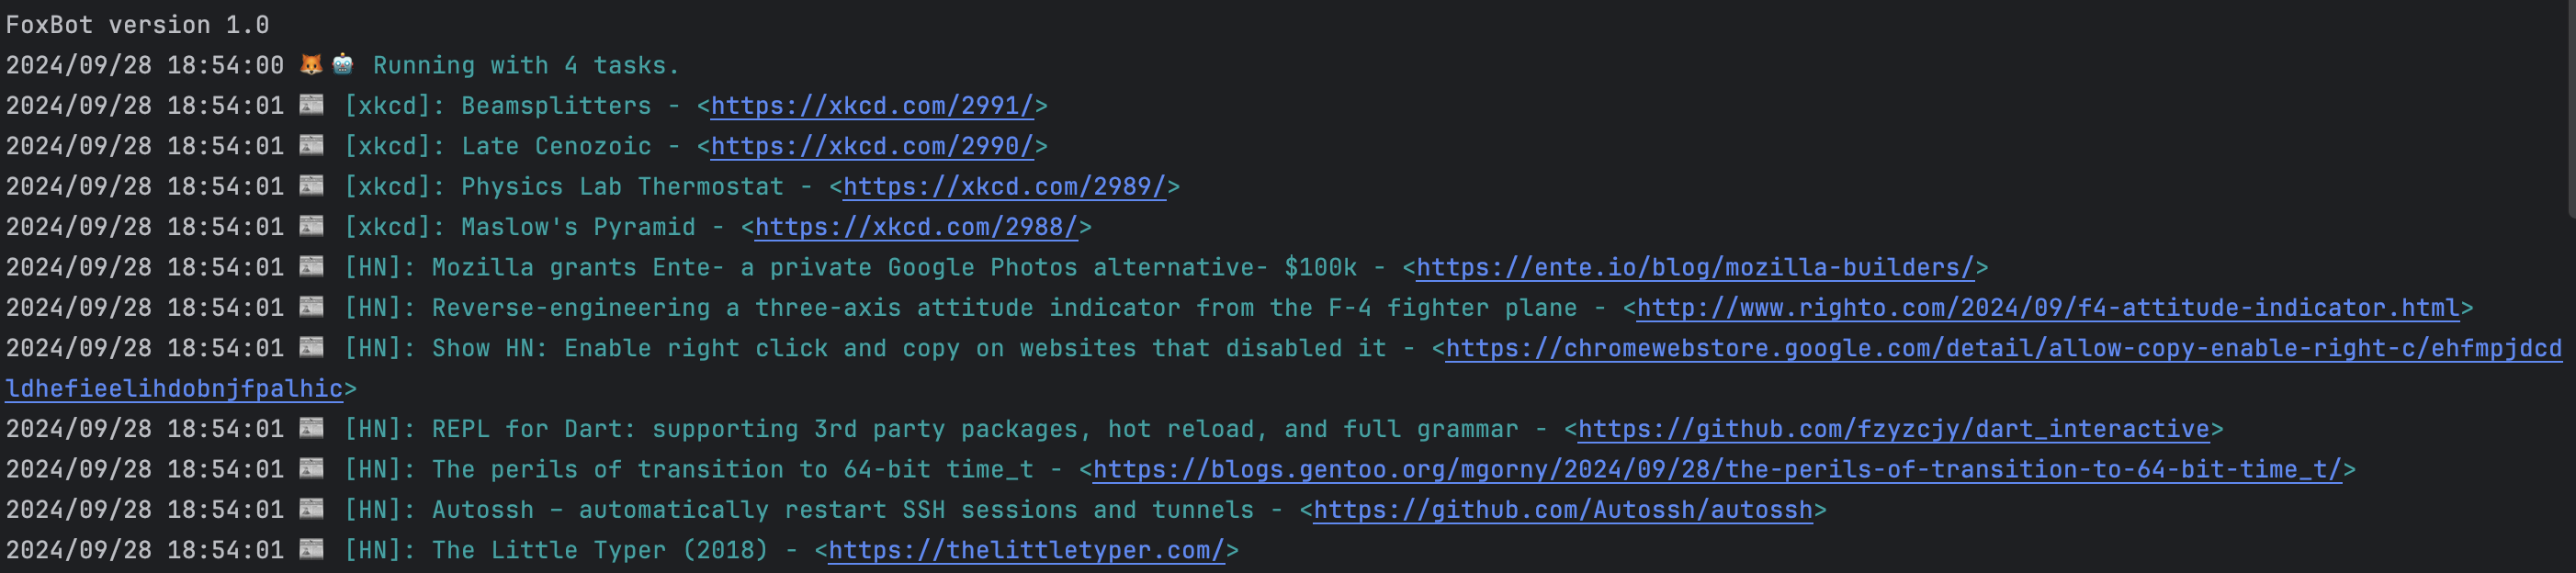 FoxBot version 1.0
2024/09/28 18:54:00 🦊🤖 Running with 4 tasks.
2024/09/28 18:54:01 📰 [xkcd]: Beamsplitters - <https://xkcd.com/2991/>
2024/09/28 18:54:01 📰 [xkcd]: Late Cenozoic - <https://xkcd.com/2990/>
2024/09/28 18:54:01 📰 [xkcd]: Physics Lab Thermostat - <https://xkcd.com/2989/>
2024/09/28 18:54:01 📰 [xkcd]: Maslow's Pyramid - <https://xkcd.com/2988/>
2024/09/28 18:54:01 📰 [HN]: Mozilla grants Ente- a private Google Photos alternative- $100k - <https://ente.io/blog/mozilla-builders/>
2024/09/28 18:54:01 📰 [HN]: Reverse-engineering a three-axis attitude indicator from the F-4 fighter plane - <http://www.righto.com/2024/09/f4-attitude-indicator.html>
2024/09/28 18:54:01 📰 [HN]: Show HN: Enable right click and copy on websites that disabled it - <https://chromewebstore.google.com/detail/allow-copy-enable-right-c/ehfmpjdcd
ldhefieelihdobnjfpalhic>
2024/09/28 18:54:01 📰 [HN]: REPL for Dart: supporting 3rd party packages, hot reload, and full grammar - <https://github.com/fzyzcjy/dart_interactive>
2024/09/28 18:54:01 📰 [HN]: The perils of transition to 64-bit time_t - <https://blogs.gentoo.org/mgorny/2024/09/28/the-perils-of-transition-to-64-bit-time_t/>
2024/09/28 18:54:01 📰 [HN]: Autossh – automatically restart SSH sessions and tunnels - <https://github.com/Autossh/autossh>
2024/09/28 18:54:01 📰 [HN]: The Little Typer (2018) - <https://thelittletyper.com/>